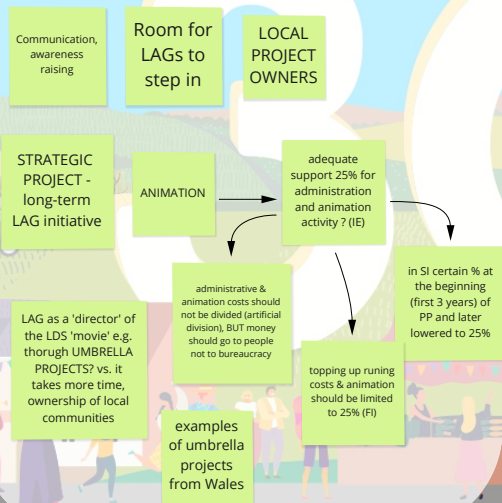 Communication,
awareness
raising
Room for
LAGs to
step in
LOCAL
PROJECT
OWNERS
STRATEGIC
PROJECT -
long-term
LAG initiative
ANIMATION
adequate
support 25% for
administration
and animation
activity ? (IE)
administrative &
animation costs should
not be divided (artificial
division), BUT money
should go to people
not to bureaucracy
in SI certain % at
the beginning
(first 3 years) of
PP and later
lowered to 25%
LAG as a 'director' of
the LDS 'movie' e.g.
thorugh UMBRELLA
PROJECTS? vs. it
takes more time,
ownership of local
communities
topping up runing
costs & animation
should be limited
to 25% (FI)
examples
of umbrella
projects
from Wales